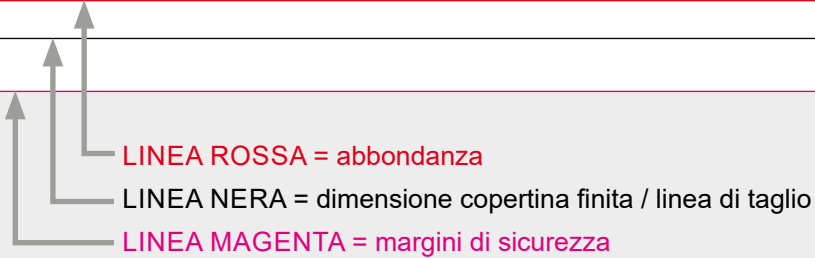 LINEA ROSSA = abbondanza
LINEA NERA = dimensione copertina finita / linea di taglio
LINEA MAGENTA = margini di sicurezza